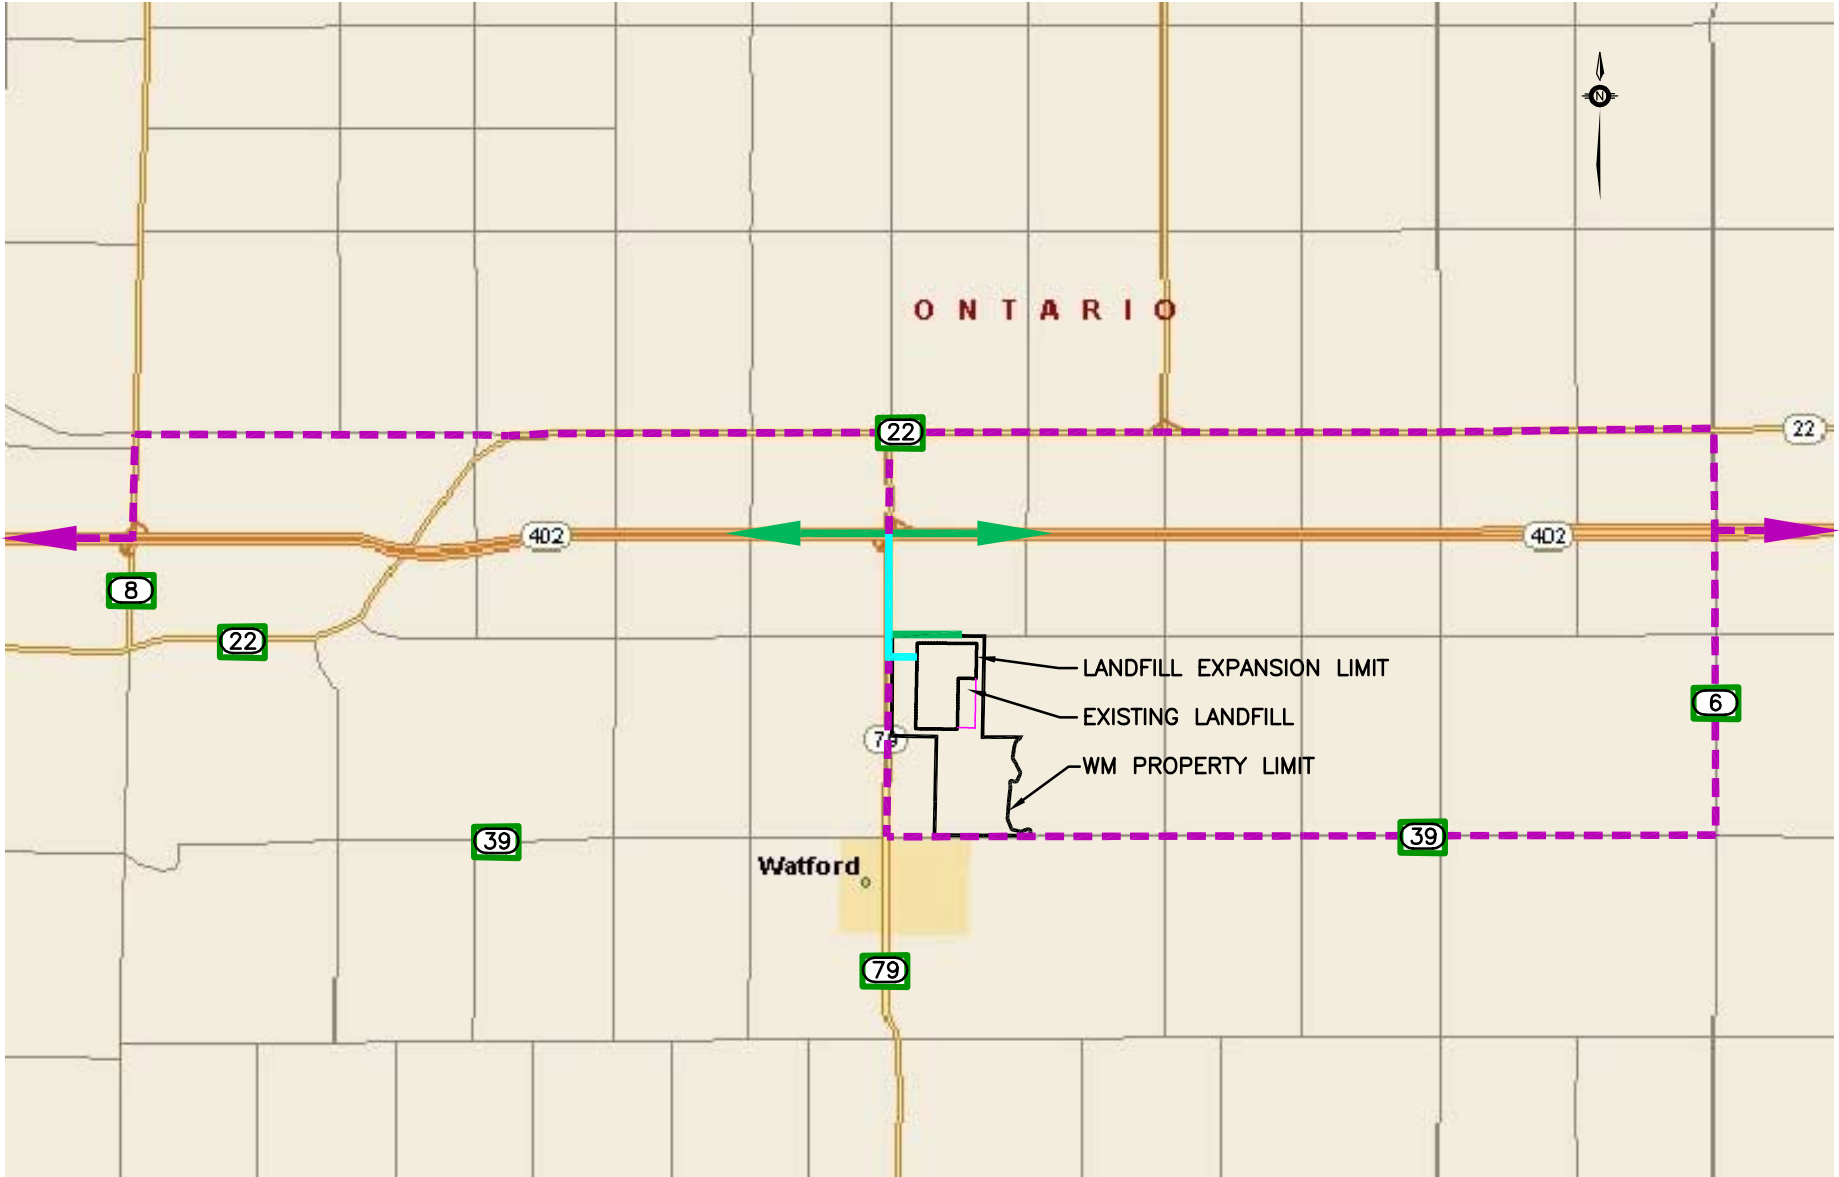 N
ONTARIO
22
22
402
402
8
22
LANDFILL EXPANSION LIMIT
6
EXISTING LANDFILL
WM PROPERTY LIMIT
39
39
Watford
79